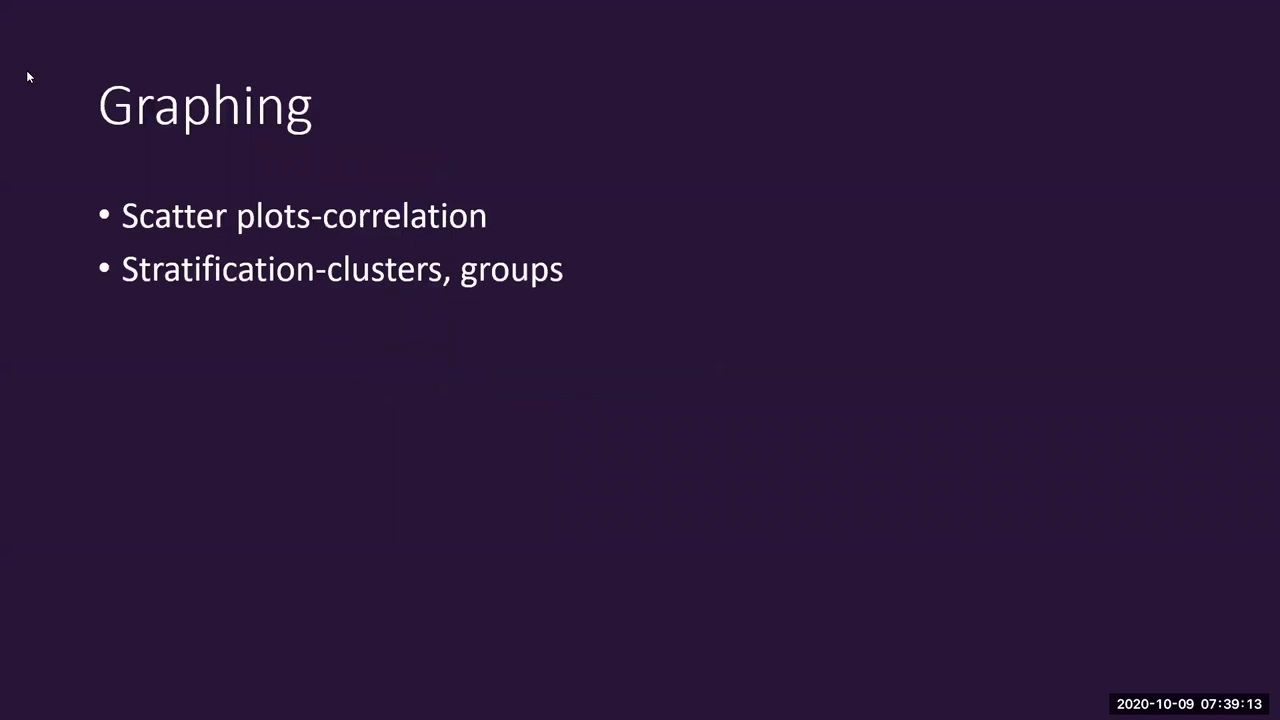 Graphing
• Scatter plots-correlation
• Stratification-clusters, groups
2020-10-09 07:39:13